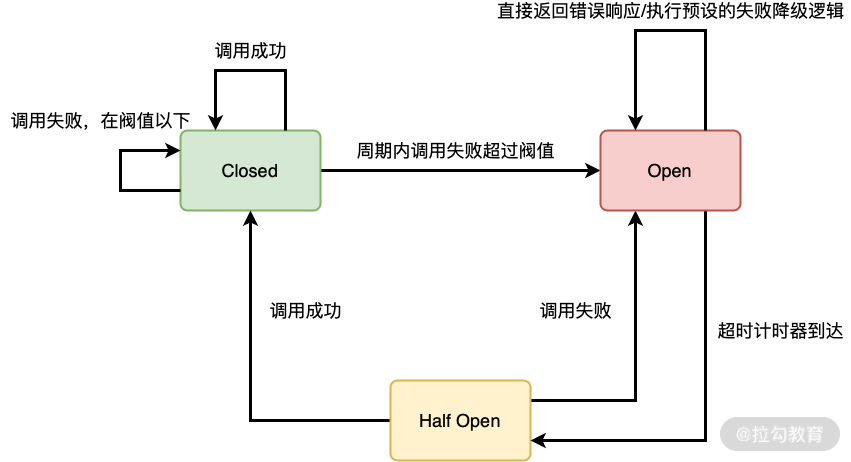 直接返回错误响应/执行预设的失败降级逻辑
调用成功
调用失败，在阀值以下
Closed
周期内调用失败超过阀值
Open
调用成功
调用失败
超时计时器到达
Half Open
@拉勾教育